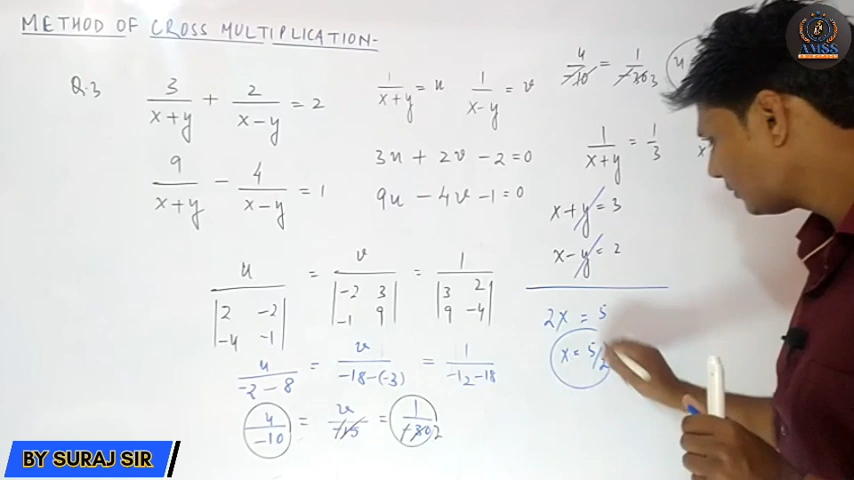 METHOD OF CROSS MULTIPLICATION-
Q.3
3/(x+y) + 2/(x-y) = 2
9/(x+y) - 4/(x-y) = 1
1/(x+y) = u 1/(x-y) = v
3u + 2v - 2 = 0
9u - 4v - 1 = 0
u/|2 -2; -4 -1| = v/|-2 3; -1 9| = 1/|3 2; 9 -4|
u/(-2-8) = v/(-18-(-3)) = 1/(-12-18)
u/-10 = v/-15 = 1/-30 2
u/-10 = 1/-30 3
u
1/(x+y) = 1/3
x
x+y = 3
x-y = 2
2x = 5
x = 5/2
AMSS
EDUCATION
BY SURAJ SIR